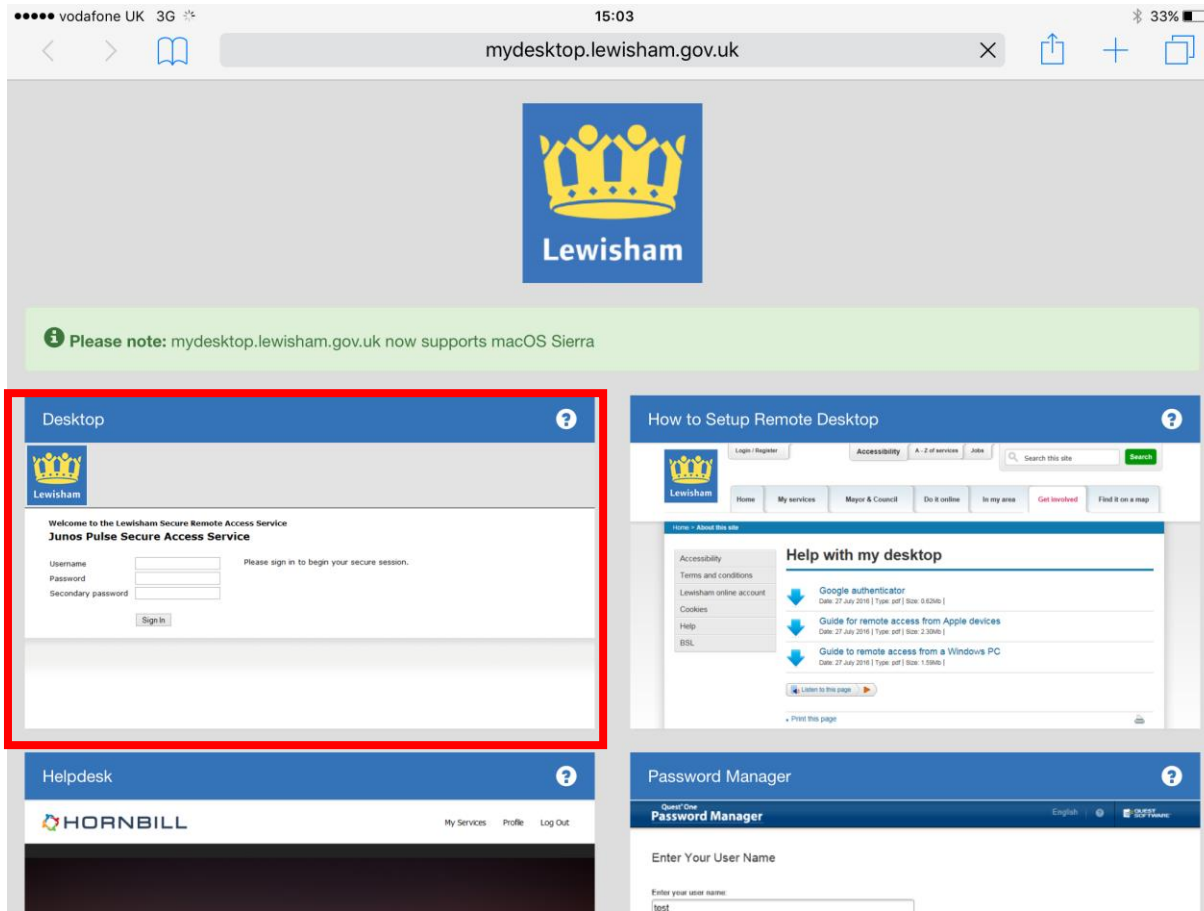 vodafone UK 3G 15:03 33%
mydesktop.lewisham.gov.uk
Lewisham
Please note: mydesktop.lewisham.gov.uk now supports macOS Sierra
Desktop
Lewisham
Welcome to the Lewisham Secure Remote Access Service
Junos Pulse Secure Access Service
Username
Please sign in to begin your secure session.
Password
Secondary password
Sign In
How to Setup Remote Desktop
Login / Register Accessibility A - Z of services Jobs Search this site Search
Lewisham
Home My services Mayor & Council Do it online In my area Get involved Find it on a map
Home > About this site
Accessibility
Terms and conditions
Lewisham online account
Cookies
Help
BSL
Help with my desktop
Google authenticator
Date: 27 July 2016 | Type: pdf | Size: 0.62Mb |
Guide for remote access from Apple devices
Date: 27 July 2016 | Type: pdf | Size: 2.30Mb |
Guide to remote access from a Windows PC
Date: 27 July 2016 | Type: pdf | Size: 1.59Mb |
Listen to this page
Print this page
Helpdesk
HORNBILL My Services Profile Log Out
Password Manager
Quest One
Password Manager English QUEST SOFTWARE
Enter Your User Name
Enter your user name:
test